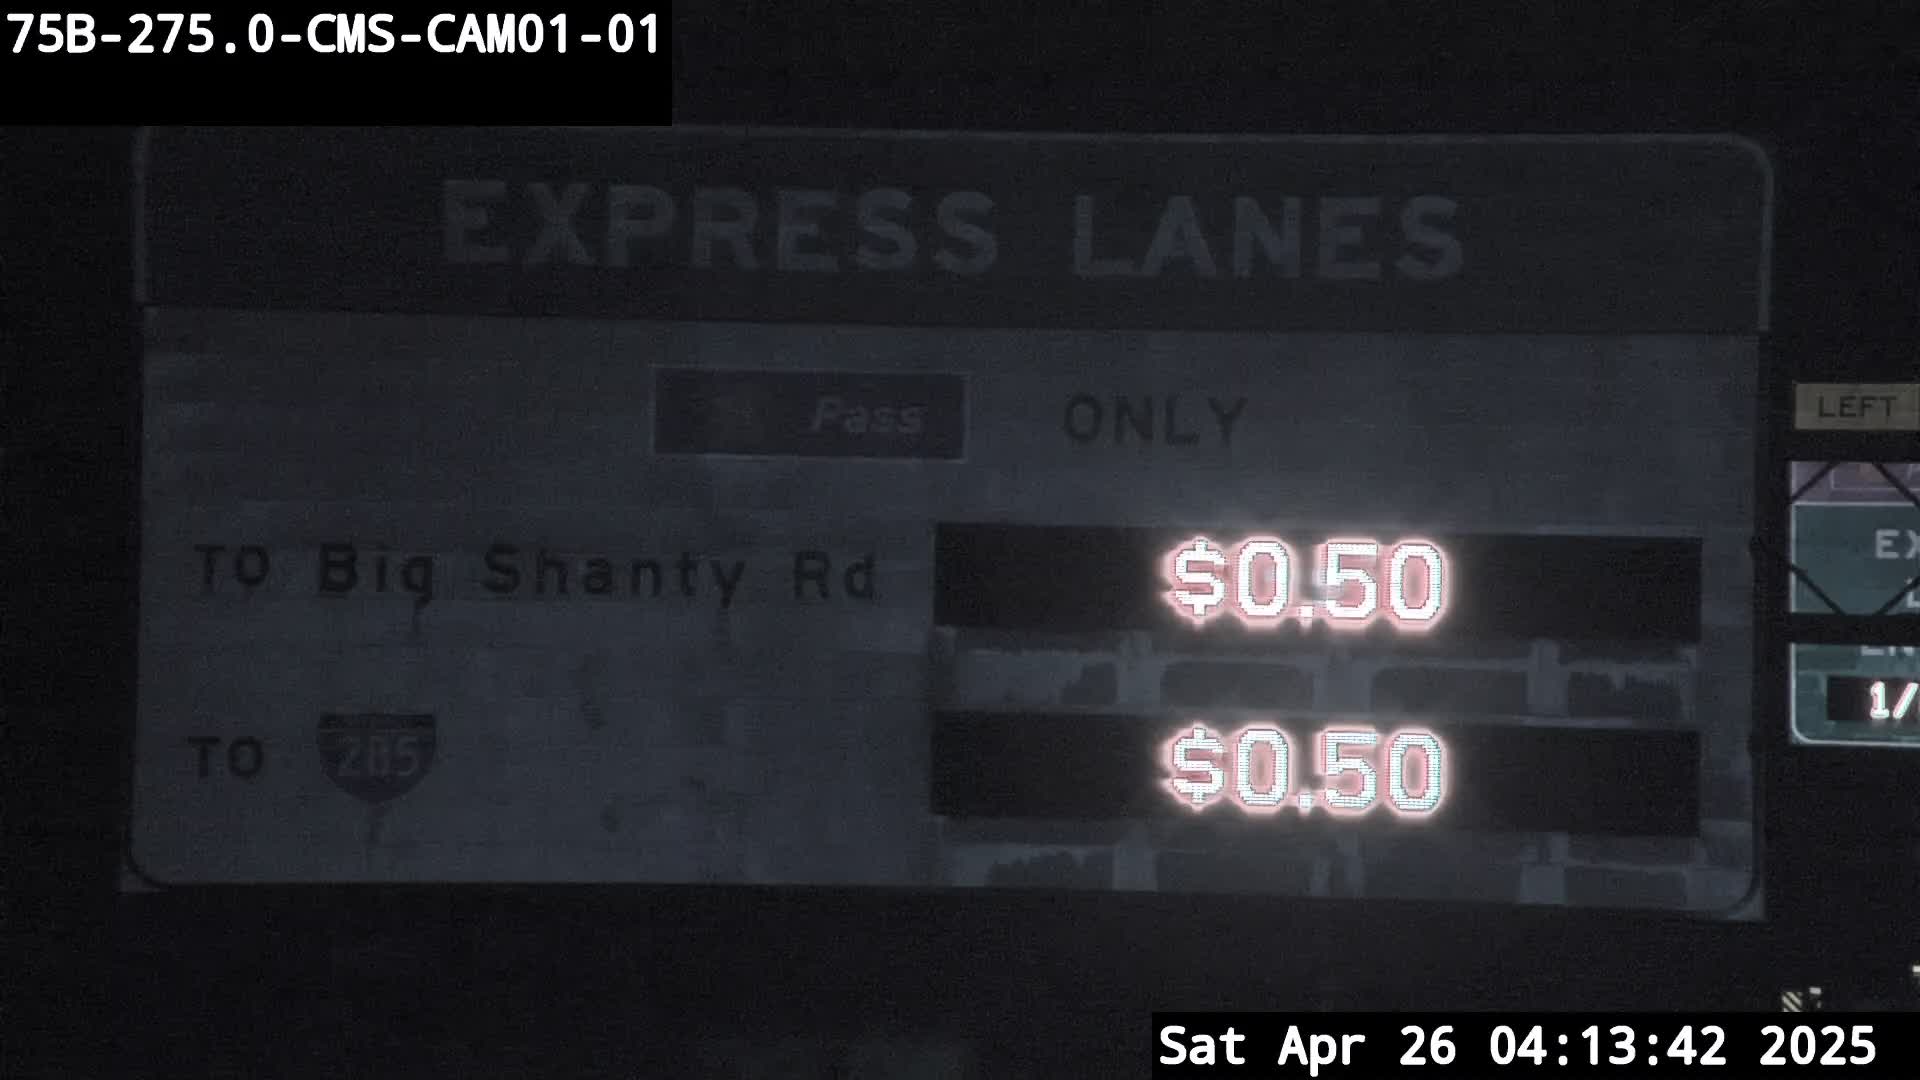 75B-275.0-CMS-CAM01-01
EXPRESS LANES
Pass ONLY
LEFT
TO Big Shanty Rd $0.50
TO 285 $0.50
1/
Sat Apr 26 04:13:42 2025